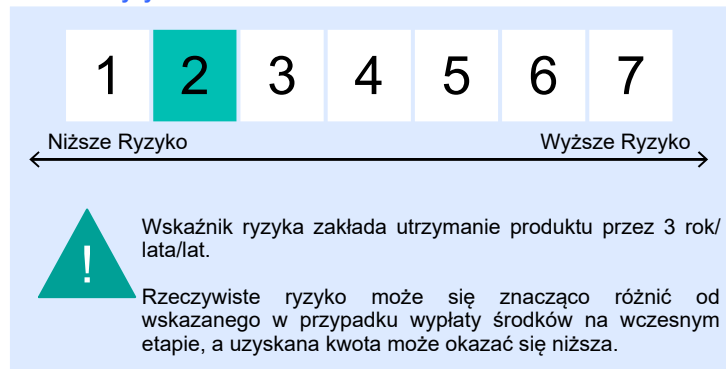 1 2 3 4 5 6 7
Niższe Ryzyko Wyższe Ryzyko
! Wskaźnik ryzyka zakłada utrzymanie produktu przez 3 rok/
lata/lat.
Rzeczywiste ryzyko może się znacząco różnić od
wskazanego w przypadku wypłaty środków na wczesnym
etapie, a uzyskana kwota może okazać się niższa.